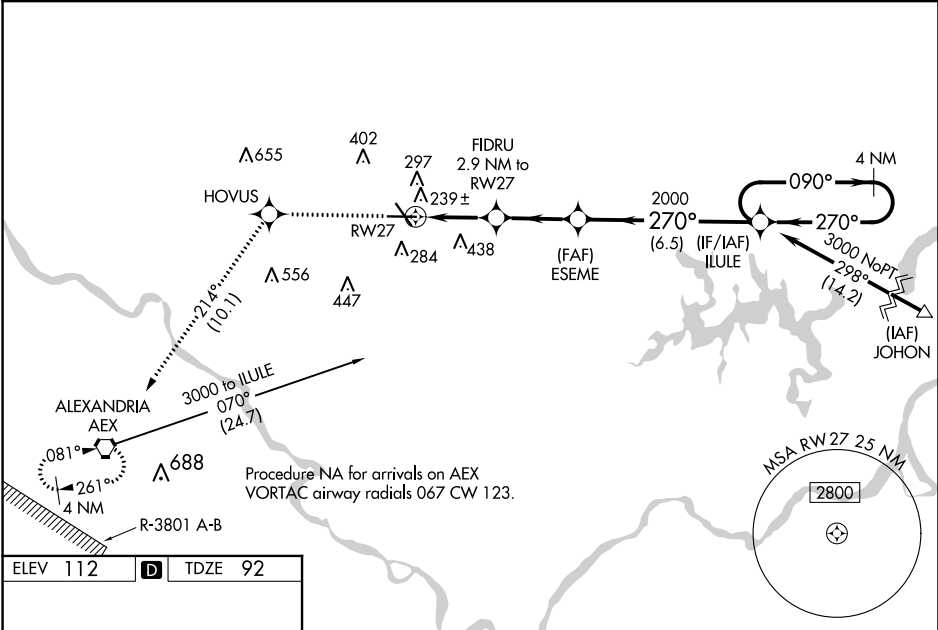 655
402
297
239±
FIDRU
2.9 NM to
RW27
HOVUS
RW27
284
438
(FAF)
ESEME
2000
270°
(6.5)
(IF/IAF)
ILULE
4 NM
090°
270°
3000 NoPT
298°
(14.2)
(IAF)
JOHON
556
447
214°
(10.1)
3000 to ILULE
070°
(24.7)
ALEXANDRIA
AEX
081°
261°
4 NM
688
R-3801 A-B
Procedure NA for arrivals on AEX
VORTAC airway radials 067 CW 123.
MSA RW27 25 NM
2800
ELEV 112 D TDZE 92